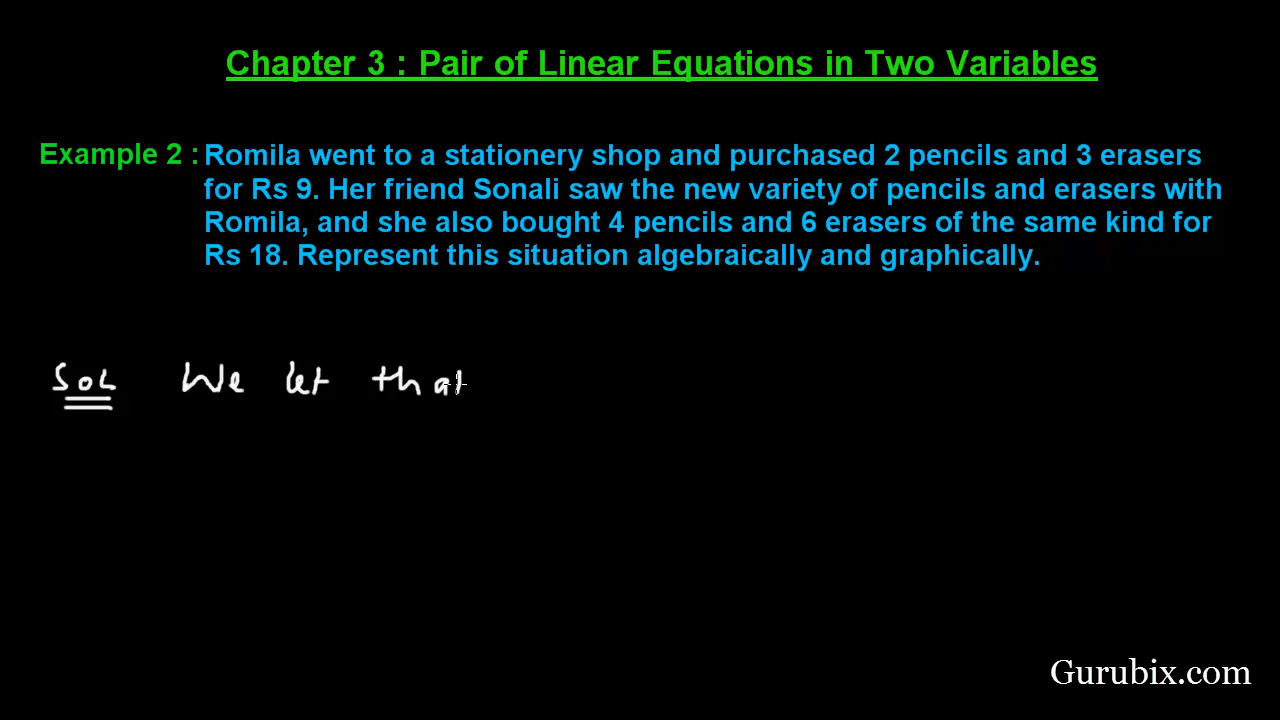 Chapter 3 : Pair of Linear Equations in Two Variables
Example 2 : Romila went to a stationery shop and purchased 2 pencils and 3 erasers
for Rs 9. Her friend Sonali saw the new variety of pencils and erasers with
Romila, and she also bought 4 pencils and 6 erasers of the same kind for
Rs 18. Represent this situation algebraically and graphically.
Sol We let that
Gurubix.com